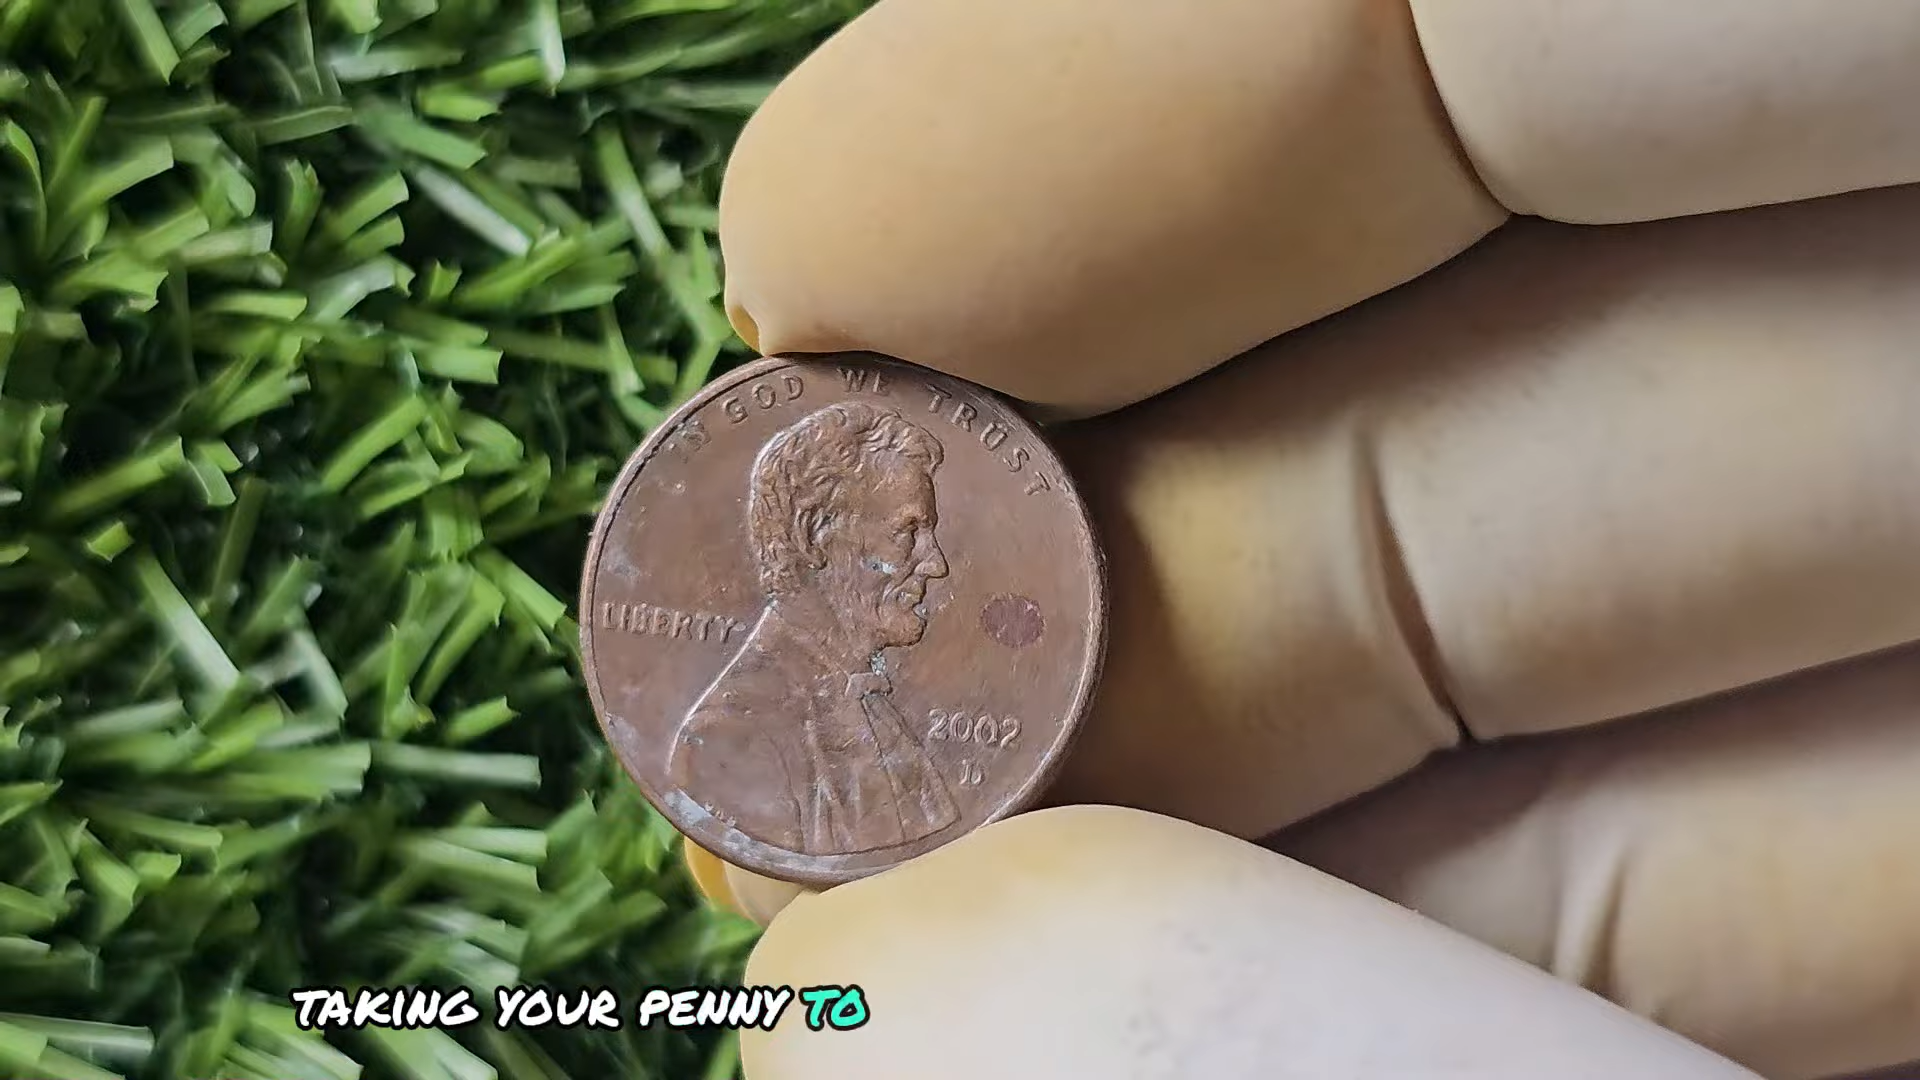 IN GOD WE TRUST
LIBERTY
2002
D
TAKING YOUR PENNY TO